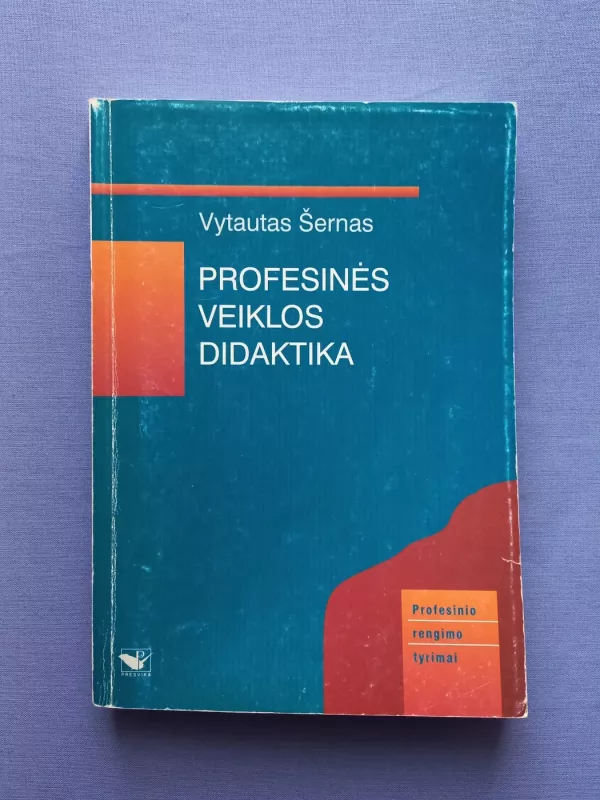 Vytautas Šernas
PROFESINĖS
VEIKLOS
DIDAKTIKA
Profesinio
rengimo
tyrimai
P
PRESVIKA